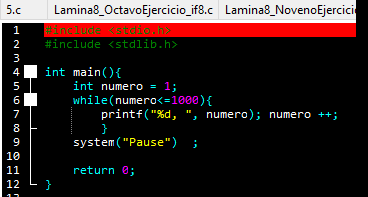 5.c Lamina8_OctavoEjercicio_if8.c Lamina8_NovenoEjercicio
1 #include <stdio.h>
2 #include <stdlib.h>
3
4 int main(){
5 int numero = 1;
6 while(numero<=1000){
7 printf("%d, ", numero); numero ++;
8 }
9 system("Pause") ;
10
11 return 0;
12 }